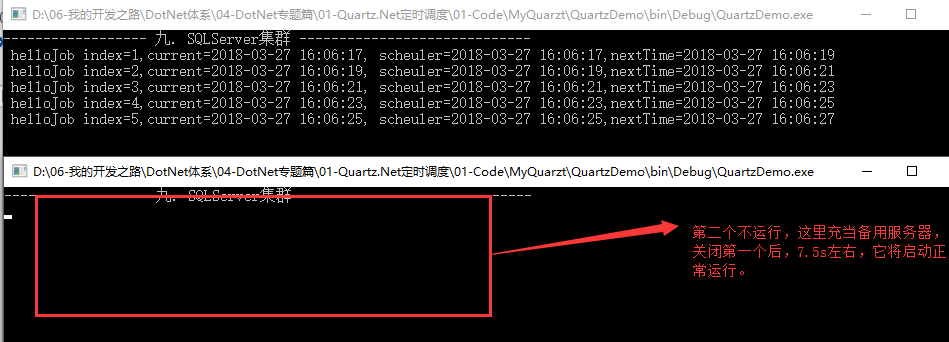 D:\06-我的开发之路\DotNet体系\04-DotNet专题篇\01-Quartz.Net定时调度\01-Code\MyQuarzt\QuartzDemo\bin\Debug\QuartzDemo.exe
------------------ 九. SQLServer集群 -----------------------------
helloJob index=1,current=2018-03-27 16:06:17, scheuler=2018-03-27 16:06:17,nextTime=2018-03-27 16:06:19
helloJob index=2,current=2018-03-27 16:06:19, scheuler=2018-03-27 16:06:19,nextTime=2018-03-27 16:06:21
helloJob index=3,current=2018-03-27 16:06:21, scheuler=2018-03-27 16:06:21,nextTime=2018-03-27 16:06:23
helloJob index=4,current=2018-03-27 16:06:23, scheuler=2018-03-27 16:06:23,nextTime=2018-03-27 16:06:25
helloJob index=5,current=2018-03-27 16:06:25, scheuler=2018-03-27 16:06:25,nextTime=2018-03-27 16:06:27
D:\06-我的开发之路\DotNet体系\04-DotNet专题篇\01-Quartz.Net定时调度\01-Code\MyQuarzt\QuartzDemo\bin\Debug\QuartzDemo.exe
------------------ 九. SQLServer集群 -----------------------------
第二个不运行，这里充当备用服务器，
关闭第一个后，7.5s左右，它将启动正
常运行。